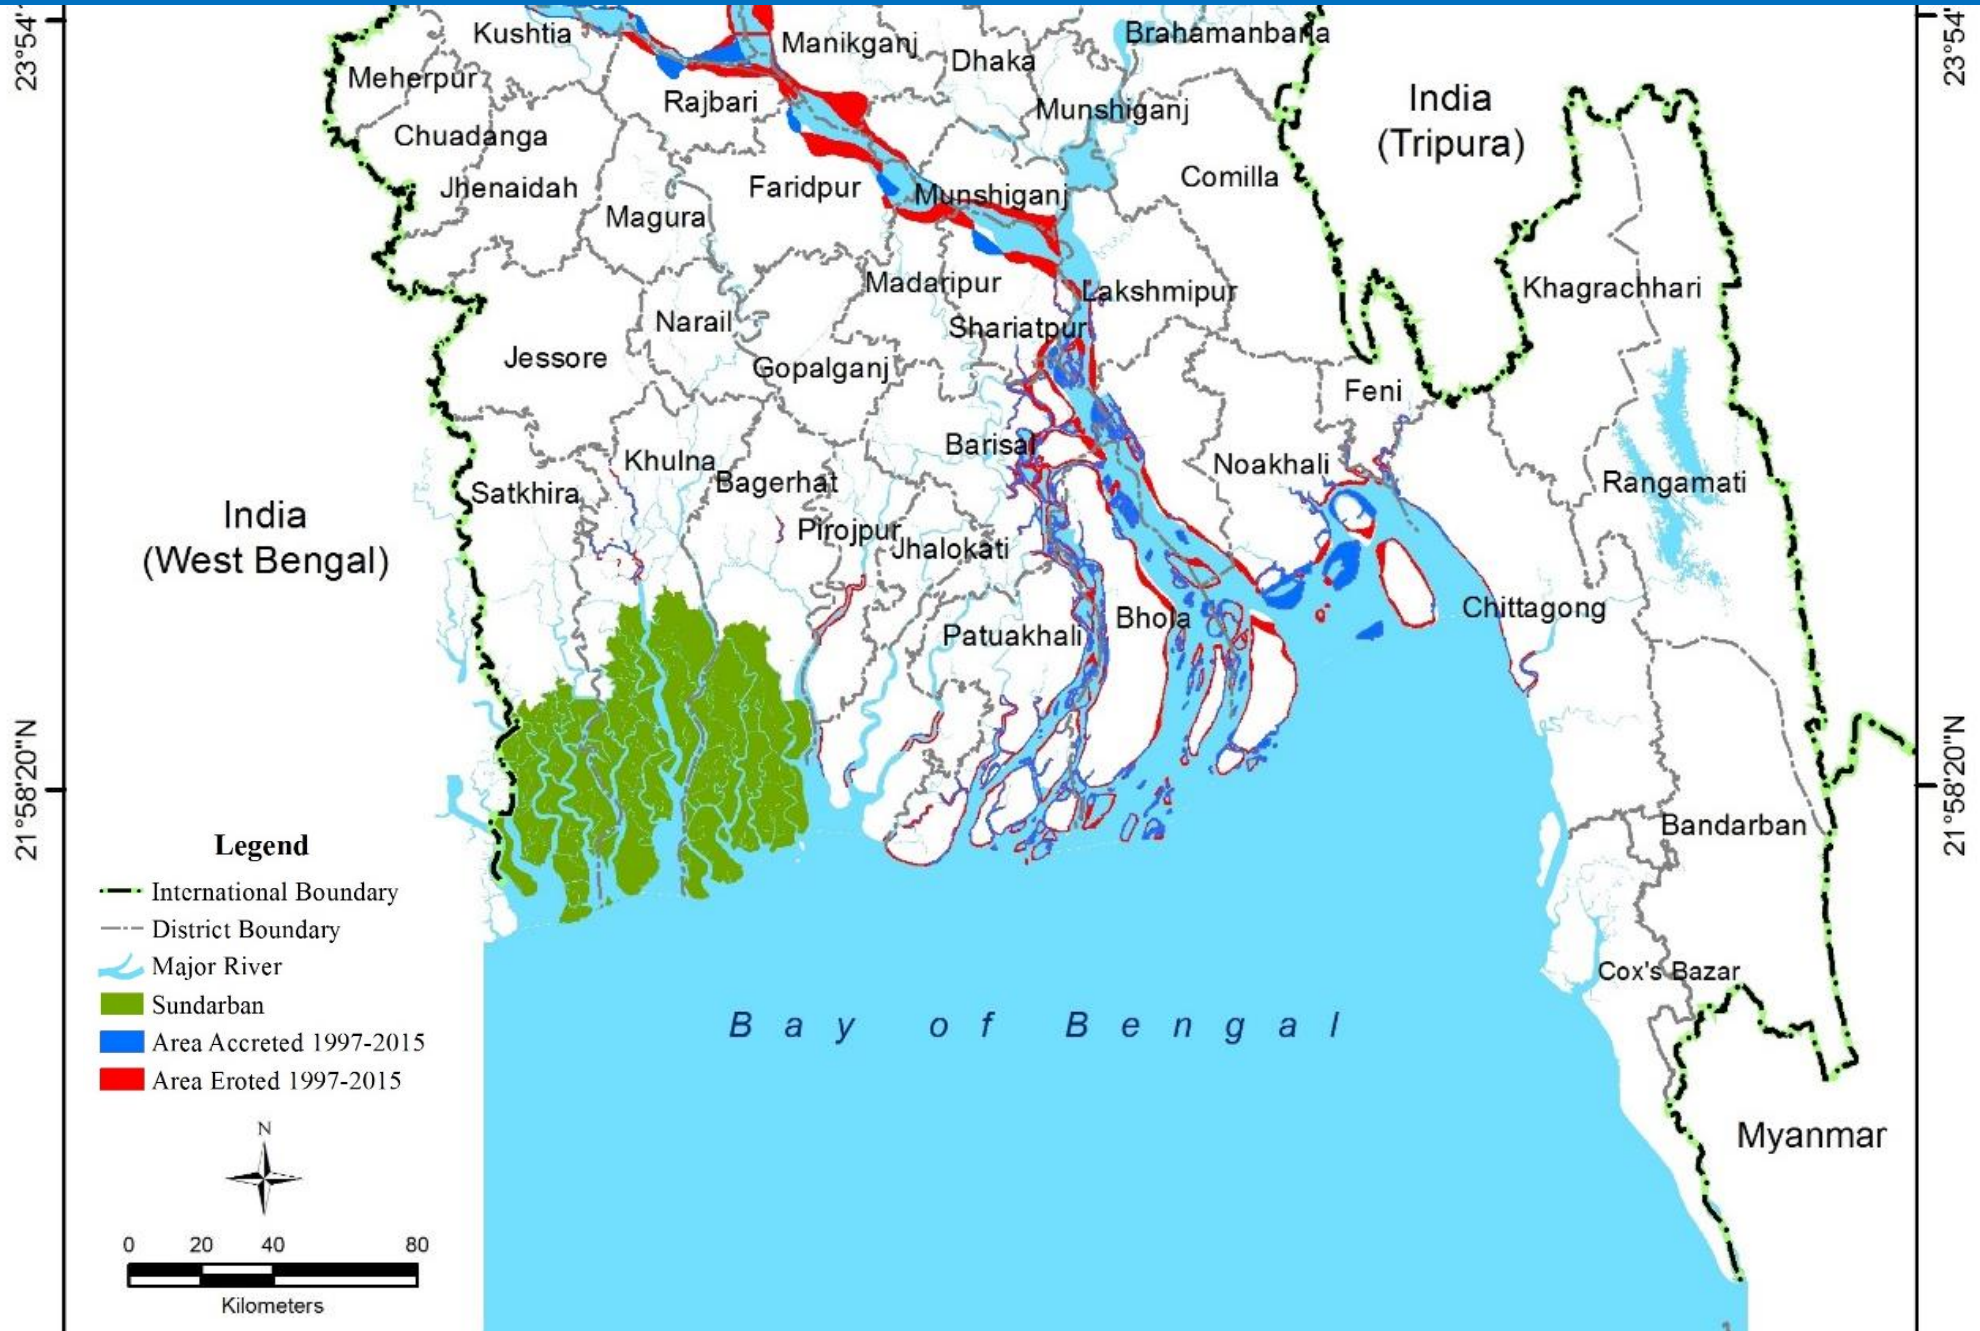 23°54'
23°54'
Kushtia
Manikganj
Dhaka
Brahamanbaria
Meherpur
Rajbari
Munshiganj
India
(Tripura)
Chuadanga
Jhenaidah
Magura
Faridpur
Munshiganj
Comilla
Madaripur
Lakshmipur
Khagrachhari
Narail
Shariatpur
Jessore
Gopalganj
Feni
Barisal
Khulna
Satkhira
Bagerhat
Noakhali
Rangamati
India
(West Bengal)
Pirojpur
Jhalokati
Patuakhali
Bhola
Chittagong
21°58'20"N
21°58'20"N
Bandarban
Cox's Bazar
Bay of Bengal
Myanmar
Legend
International Boundary
District Boundary
Major River
Sundarban
Area Accreted 1997-2015
Area Eroted 1997-2015
N
0 20 40 80
Kilometers